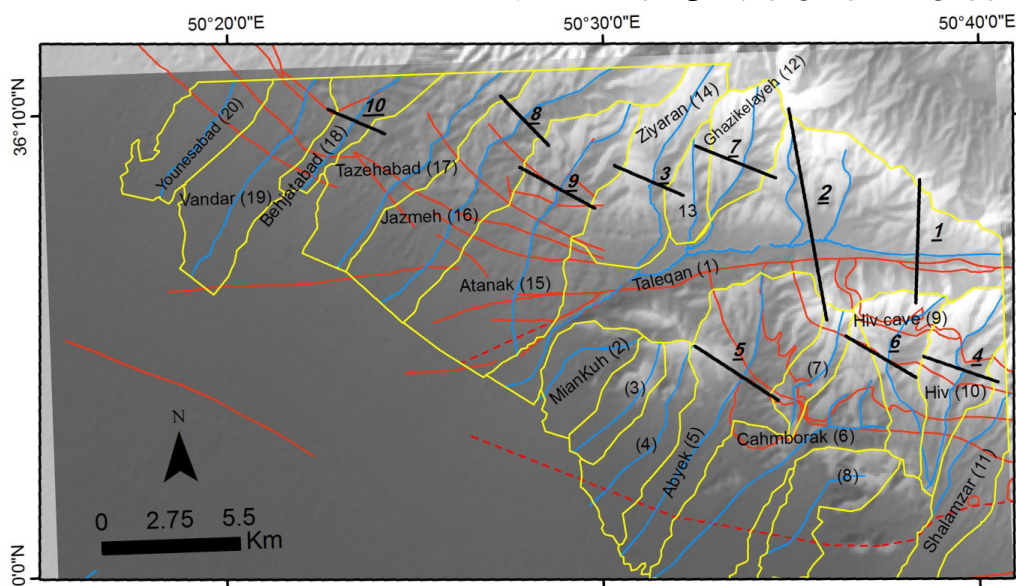 50°20'0"E
50°30'0"E
50°40'0"E
36°10'0"N
0'0"N
Younesabad (20)
Vandar (19)
Behjatabad (18)
10
Tazehabad (17)
Jazmeh (16)
Atanak (15)
8
9
Ziyaran (14)
3
13
Ghazikelayeh (12)
7
2
1
Taleqan (1)
MianKuh (2)
(3)
(4)
Abyek (5)
5
Cahmborak (6)
(7)
(8)
Hiv cave (9)
6
4
Hiv (10)
Shalamzar (11)
N
0 2.75 5.5
Km